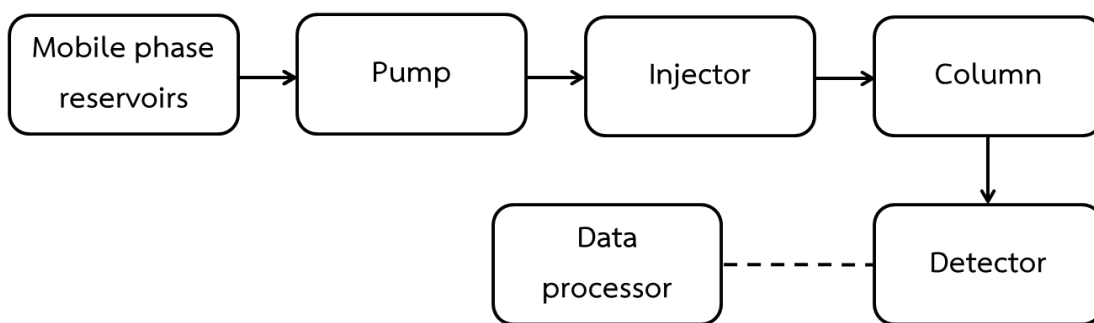 Mobile phase
reservoirs
Pump
Injector
Column
Detector
Data
processor